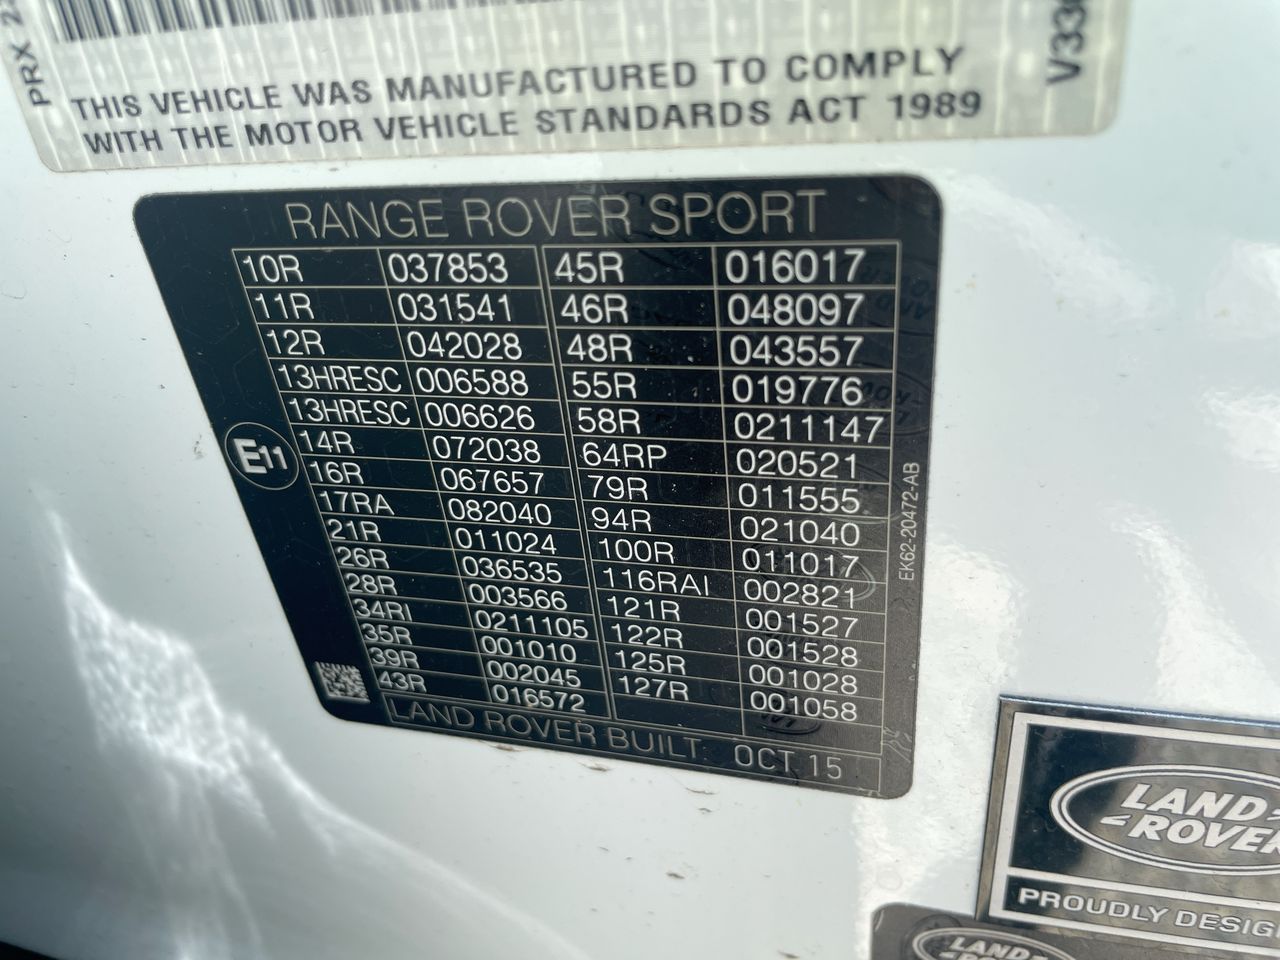 PRX
V33
THIS VEHICLE WAS MANUFACTURED TO COMPLY
WITH THE MOTOR VEHICLE STANDARDS ACT 1989
RANGE ROVER SPORT
10R 037853 45R 016017
11R 031541 46R 048097
12R 042028 48R 043557
13HRESC 006588 55R 019776
13HRESC 006626 58R 0211147
14R 072038 64RP 020521
16R 067657 79R 011555
17RA 082040 94R 021040
21R 011024 100R 011017
26R 036535 116RAI 002821
28R 003566 121R 001527
34RI 0211105 122R 001528
35R 001010 125R 001028
39R 002045 127R 001058
43R 016572
E11
EK62-20472-AB
LAND ROVER BUILT OCT 15
LAND
ROVER
PROUDLY DESIG
LAND